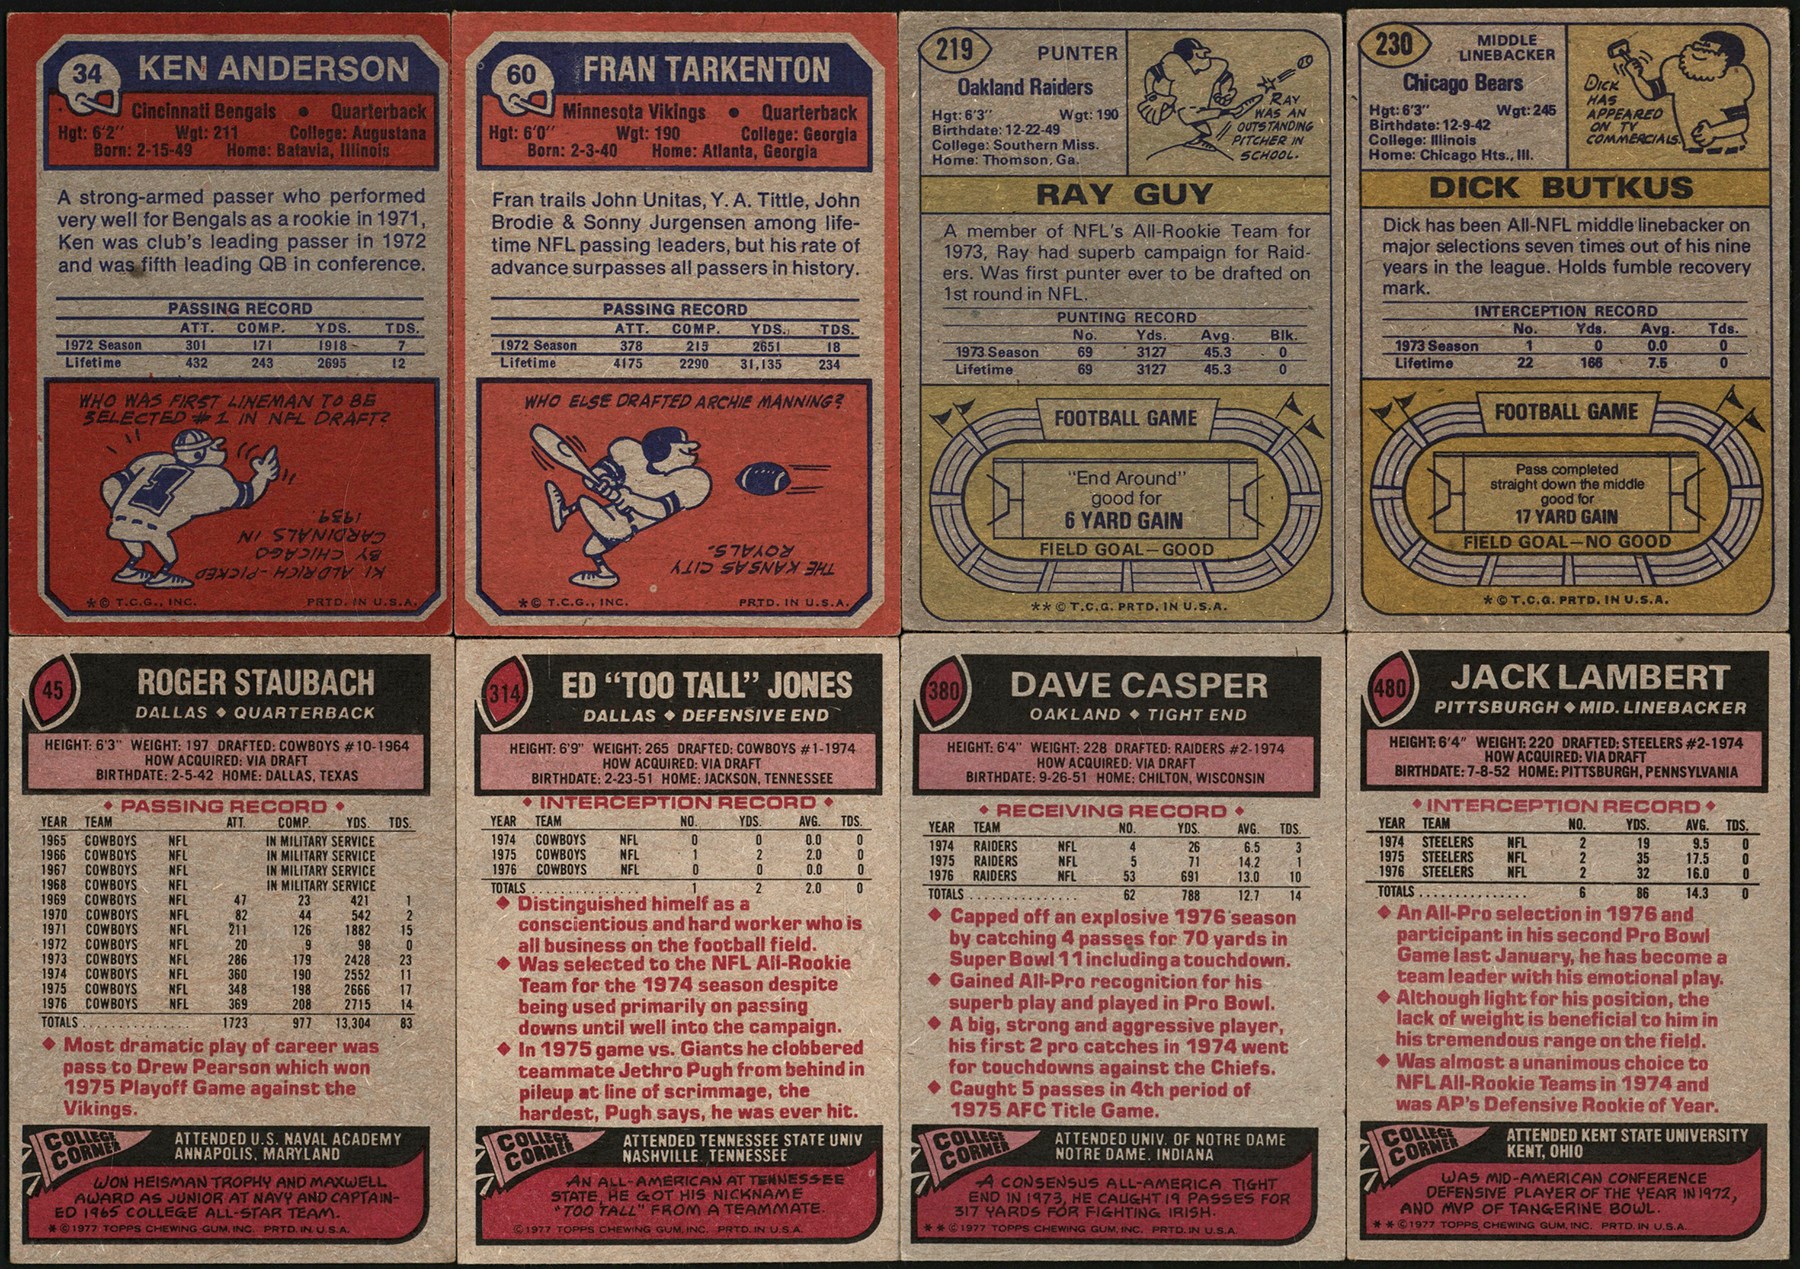 34
KEN ANDERSON
Cincinnati Bengals • Quarterback
Hgt: 6'2" Wgt: 211 College: Augustana
Born: 2-15-49 Home: Batavia, Illinois
A strong-armed passer who performed
very well for Bengals as a rookie in 1971,
Ken was club's leading passer in 1972
and was fifth leading QB in conference.
PASSING RECORD
ATT. COMP. YDS. TDS.
1972 Season 301 171 1918 7
Lifetime 432 243 2695 12
WHO WAS FIRST LINEMAN TO BE
SELECTED #1 IN NFL DRAFT?
1
KI ALDRICH-PICKED
BY CHICAGO
CARDINALS IN
1939.
* © T.C.G., INC. PRTD. IN U.S.A.
60
FRAN TARKENTON
Minnesota Vikings • Quarterback
Hgt: 6'0" Wgt: 190 College: Georgia
Born: 2-3-40 Home: Atlanta, Georgia
Fran trails John Unitas, Y. A. Tittle, John
Brodie & Sonny Jurgensen among life-
time NFL passing leaders, but his rate of
advance surpasses all passers in history.
PASSING RECORD
ATT. COMP. YDS. TDS.
1972 Season 378 215 2651 18
Lifetime 4175 2290 31,135 234
WHO ELSE DRAFTED ARCHIE MANNING?
THE KANSAS CITY
ROYALS.
* © T.C.G., INC. PRTD. IN U.S.A.
219
PUNTER
Oakland Raiders
Hgt: 6'3" Wgt: 190
Birthdate: 12-22-49
College: Southern Miss.
Home: Thomson, Ga.
RAY
WAS AN
OUTSTANDING
PITCHER IN
SCHOOL.
RAY GUY
A member of NFL's All-Rookie Team for
1973, Ray had superb campaign for Raid-
ers. Was first punter ever to be drafted on
1st round in NFL.
PUNTING RECORD
No. Yds. Avg. Blk.
1973 Season 69 3127 45.3 0
Lifetime 69 3127 45.3 0
FOOTBALL GAME
"End Around"
good for
6 YARD GAIN
FIELD GOAL—GOOD
* * © T.C.G. PRTD. IN U.S.A.
230
MIDDLE
LINEBACKER
Chicago Bears
Hgt: 6'3" Wgt: 245
Birthdate: 12-9-42
College: Illinois
Home: Chicago Hts., Ill.
DICK
HAS
APPEARED
ON TV
COMMERCIALS.
DICK BUTKUS
Dick has been All-NFL middle linebacker on
major selections seven times out of his nine
years in the league. Holds fumble recovery
mark.
INTERCEPTION RECORD
No. Yds. Avg. Tds.
1973 Season 1 0 0.0 0
Lifetime 22 166 7.5 0
FOOTBALL GAME
Pass completed
straight down the middle
good for
17 YARD GAIN
FIELD GOAL—NO GOOD
* © T.C.G. PRTD. IN U.S.A.
45
ROGER STAUBACH
DALLAS ◆ QUARTERBACK
HEIGHT: 6'3" WEIGHT: 197 DRAFTED: COWBOYS #10-1964
HOW ACQUIRED: VIA DRAFT
BIRTHDATE: 2-5-42 HOME: DALLAS, TEXAS
◆ PASSING RECORD ◆
YEAR TEAM ATT. COMP. YDS. TDS.
1965 COWBOYS NFL IN MILITARY SERVICE
1966 COWBOYS NFL IN MILITARY SERVICE
1967 COWBOYS NFL IN MILITARY SERVICE
1968 COWBOYS NFL IN MILITARY SERVICE
1969 COWBOYS NFL 47 23 421 1
1970 COWBOYS NFL 82 44 542 2
1971 COWBOYS NFL 211 126 1882 15
1972 COWBOYS NFL 20 9 98 0
1973 COWBOYS NFL 286 179 2428 23
1974 COWBOYS NFL 360 190 2552 11
1975 COWBOYS NFL 348 198 2666 17
1976 COWBOYS NFL 369 208 2715 14
TOTALS 1723 977 13,304 83
◆ Most dramatic play of career was
pass to Drew Pearson which won
1975 Playoff Game against the
Vikings.
COLLEGE
CORNER
ATTENDED U.S. NAVAL ACADEMY
ANNAPOLIS, MARYLAND
WON HEISMAN TROPHY AND MAXWELL
AWARD AS JUNIOR AT NAVY AND CAPTAIN-
ED 1965 COLLEGE ALL-STAR TEAM.
* © 1977 TOPPS CHEWING GUM, INC. PRTD. IN U.S.A.
314
ED "TOO TALL" JONES
DALLAS ◆ DEFENSIVE END
HEIGHT: 6'9" WEIGHT: 265 DRAFTED: COWBOYS #1-1974
HOW ACQUIRED: VIA DRAFT
BIRTHDATE: 2-23-51 HOME: JACKSON, TENNESSEE
◆ INTERCEPTION RECORD ◆
YEAR TEAM NO. YDS. AVG. TDS.
1974 COWBOYS NFL 0 0 0.0 0
1975 COWBOYS NFL 1 2 2.0 0
1976 COWBOYS NFL 0 0 0.0 0
TOTALS 1 2 2.0 0
◆ Distinguished himself as a
conscientious and hard worker who is
all business on the football field.
◆ Was selected to the NFL All-Rookie
Team for the 1974 season despite
being used primarily on passing
downs until well into the campaign.
◆ In 1975 game vs. Giants he clobbered
teammate Jethro Pugh from behind in
pileup at line of scrimmage, the
hardest, Pugh says, he was ever hit.
COLLEGE
CORNER
ATTENDED TENNESSEE STATE UNIV
NASHVILLE, TENNESSEE
AN ALL-AMERICAN AT TENNESSEE
STATE, HE GOT HIS NICKNAME
"TOO TALL" FROM A TEAMMATE.
© 1977 TOPPS CHEWING GUM, INC. PRTD. IN U.S.A.
380
DAVE CASPER
OAKLAND ◆ TIGHT END
HEIGHT: 6'4" WEIGHT: 228 DRAFTED: RAIDERS #2-1974
HOW ACQUIRED: VIA DRAFT
BIRTHDATE: 9-26-51 HOME: CHILTON, WISCONSIN
◆ RECEIVING RECORD ◆
YEAR TEAM NO. YDS. AVG. TDS.
1974 RAIDERS NFL 4 26 6.5 3
1975 RAIDERS NFL 5 71 14.2 1
1976 RAIDERS NFL 53 691 13.0 10
TOTALS 62 788 12.7 14
◆ Capped off an explosive 1976 season
by catching 4 passes for 70 yards in
Super Bowl 11 including a touchdown.
◆ Gained All-Pro recognition for his
superb play and played in Pro Bowl.
◆ A big, strong and aggressive player,
his first 2 pro catches in 1974 went
for touchdowns against the Chiefs.
◆ Caught 5 passes in 4th period of
1975 AFC Title Game.
COLLEGE
CORNER
ATTENDED UNIV. OF NOTRE DAME
NOTRE DAME, INDIANA
A CONSENSUS ALL-AMERICA TIGHT
END IN 1973, HE CAUGHT 19 PASSES FOR
317 YARDS FOR FIGHTING IRISH.
* * © 1977 TOPPS CHEWING GUM, INC. PRTD. IN U.S.A.
480
JACK LAMBERT
PITTSBURGH ◆ MID. LINEBACKER
HEIGHT: 6'4" WEIGHT: 220 DRAFTED: STEELERS #2-1974
HOW ACQUIRED: VIA DRAFT
BIRTHDATE: 7-8-52 HOME: PITTSBURGH, PENNSYLVANIA
◆ INTERCEPTION RECORD ◆
YEAR TEAM NO. YDS. AVG. TDS.
1974 STEELERS NFL 2 19 9.5 0
1975 STEELERS NFL 2 35 17.5 0
1976 STEELERS NFL 2 32 16.0 0
TOTALS 6 86 14.3 0
◆ An All-Pro selection in 1976 and
participant in his second Pro Bowl
Game last January, he has become a
team leader with his emotional play.
◆ Although light for his position, the
lack of weight is beneficial to him in
his tremendous range on the field.
◆ Was almost a unanimous choice to
NFL All-Rookie Teams in 1974 and
was AP's Defensive Rookie of Year.
COLLEGE
CORNER
ATTENDED KENT STATE UNIVERSITY
KENT, OHIO
WAS MID-AMERICAN CONFERENCE
DEFENSIVE PLAYER OF THE YEAR IN 1972,
AND MVP OF TANGERINE BOWL.
* * © 1977 TOPPS CHEWING GUM, INC. PRTD. IN U.S.A.